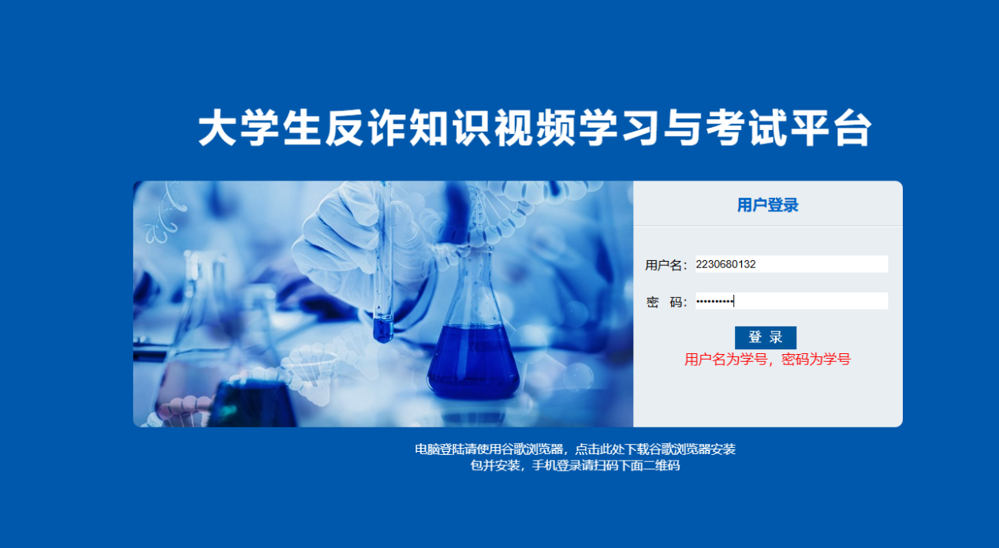 大学生反诈知识视频学习与考试平台
用户登录
用户名： 2230680132
密 码： ••••••••••
登 录
用户名为学号，密码为学号
电脑登陆请使用谷歌浏览器，点击此处下载谷歌浏览器安装
包并安装，手机登录请扫码下面二维码